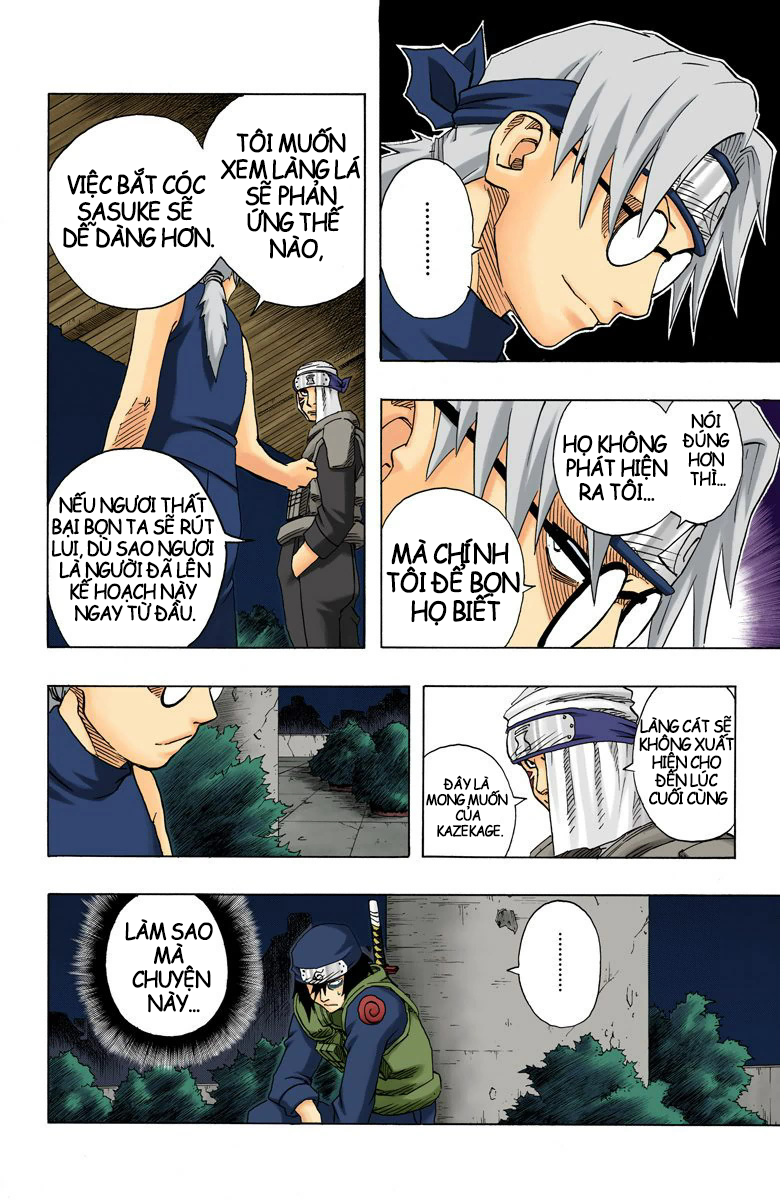 .........
NÓI
ĐÚNG
HƠN
THÌ...
HỌ KHÔNG
PHÁT HIỆN
RA TÔI...
MÀ CHÍNH
TÔI ĐỂ BỌN
HỌ BIẾT
TÔI MUỐN
XEM LÀNG LÁ
SẼ PHẢN
ỨNG THẾ
NÀO,
VIỆC BẮT CÓC
SASUKE SẼ
DỄ DÀNG HƠN.
NẾU NGƯƠI THẤT
BẠI BỌN TA SẼ RÚT
LUI, DÙ SAO NGƯƠI
LÀ NGƯỜI ĐÃ LÊN
KẾ HOẠCH NÀY
NGAY TỪ ĐẦU.
LÀNG CÁT SẼ
KHÔNG XUẤT
HIỆN CHO
ĐẾN LÚC
CUỐI CÙNG
ĐÂY LÀ
MONG MUỐN
CỦA
KAZEKAGE.
.........
LÀM SAO
MÀ
CHUYỆN
NÀY...